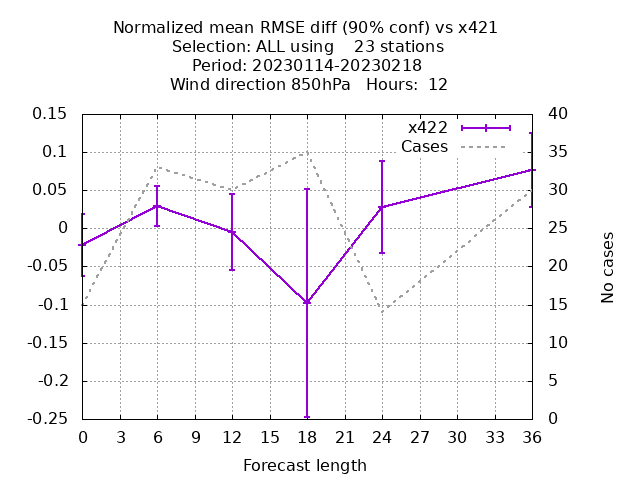 Normalized mean RMSE diff (90% conf) vs x421
Selection: ALL using    23 stations
Period: 20230114-20230218
Wind direction 850hPa   Hours:  12
x422
Cases
0.15
0.1
0.05
0
-0.05
-0.1
-0.15
-0.2
-0.25
40
35
30
25
20
15
10
5
0
No cases
0 3 6 9 12 15 18 21 24 27 30 33 36
Forecast length